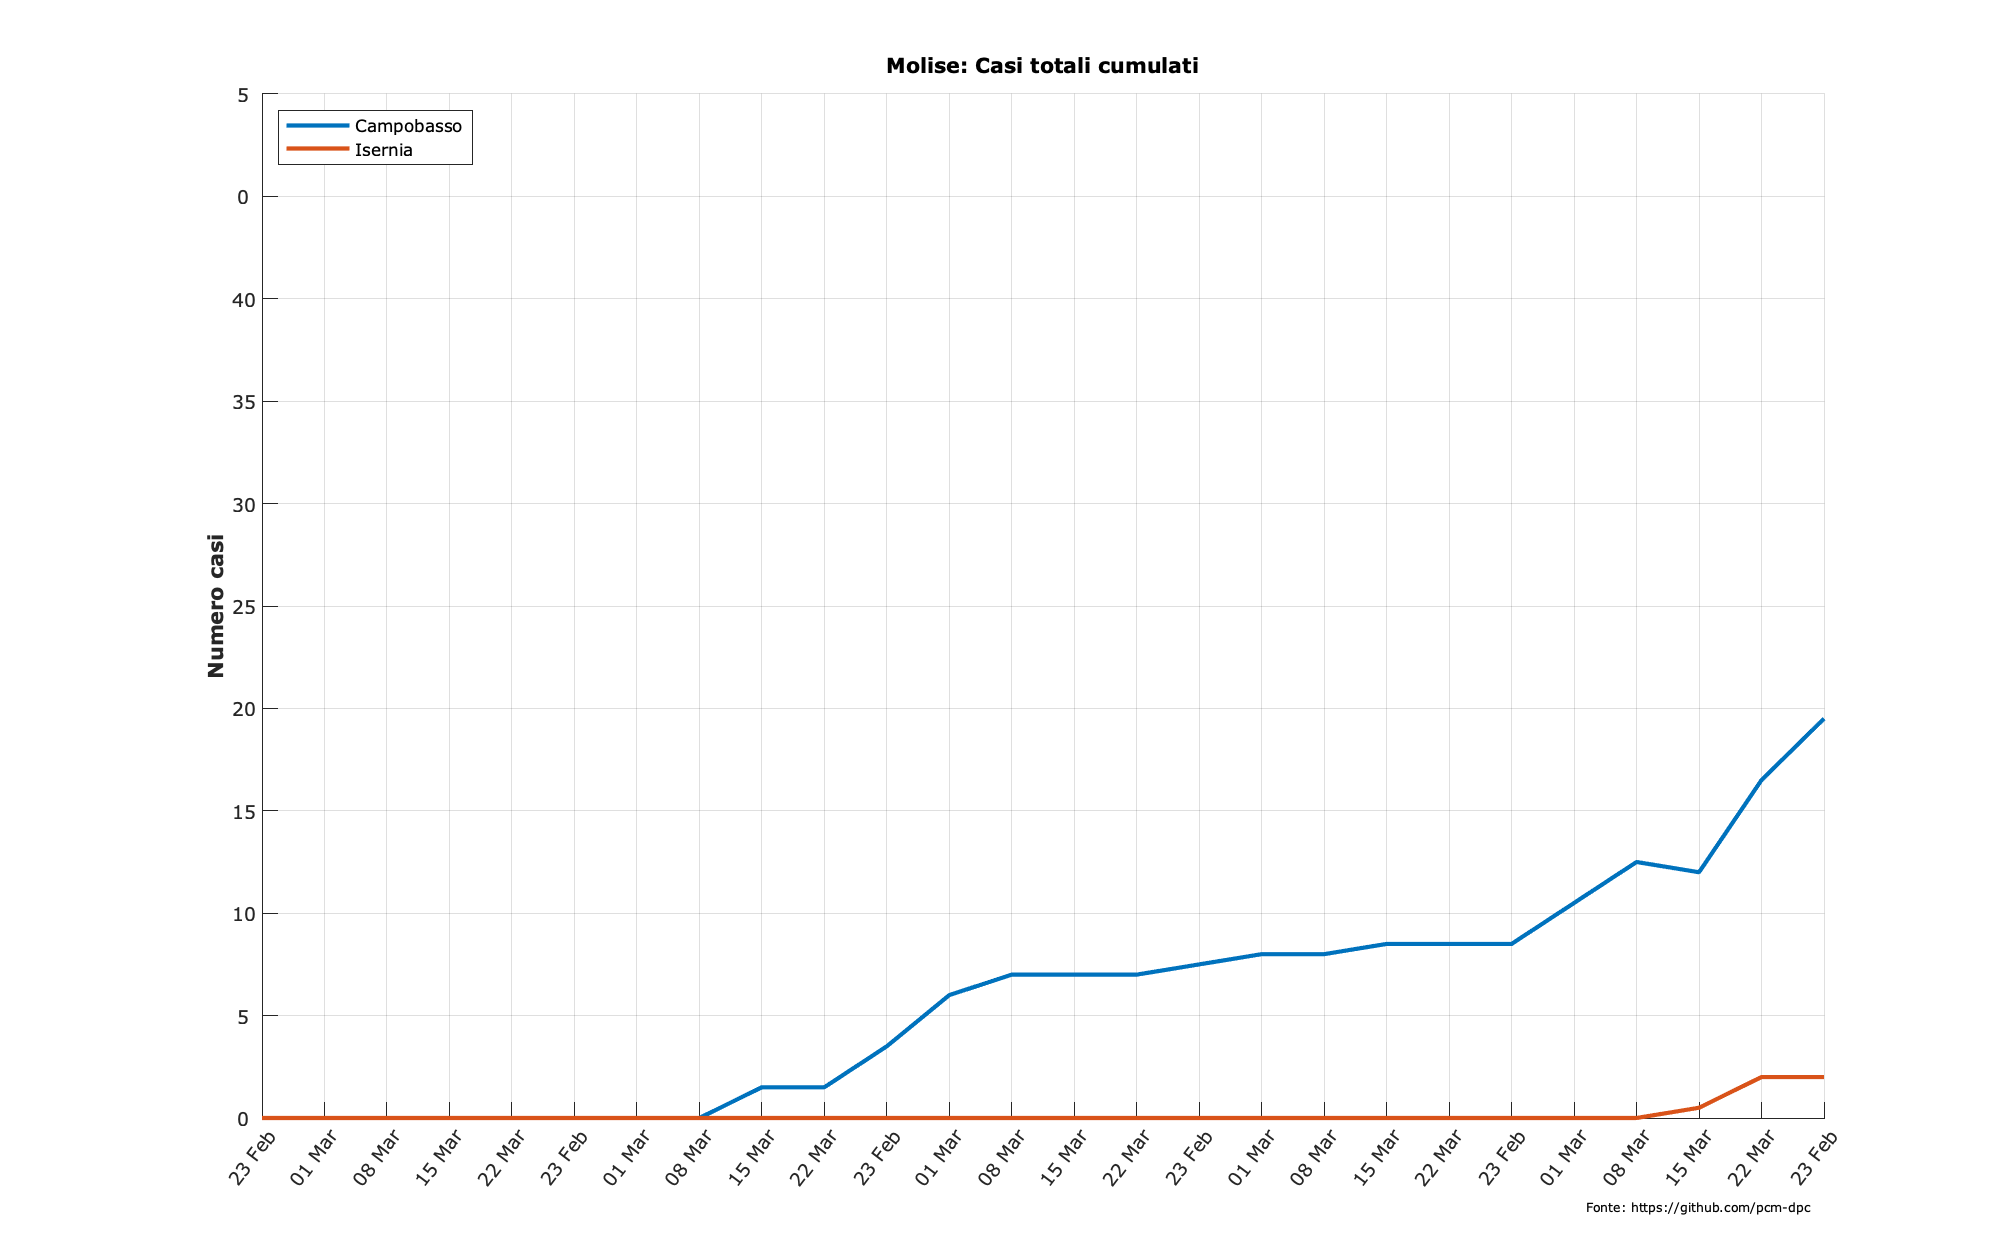 Molise: Casi totali cumulati
Campobasso
Isernia
Numero casi
5
0
40
35
30
25
20
15
10
5
0
23 Feb
01 Mar
08 Mar
15 Mar
22 Mar
23 Feb
01 Mar
08 Mar
15 Mar
22 Mar
23 Feb
01 Mar
08 Mar
15 Mar
22 Mar
23 Feb
01 Mar
08 Mar
15 Mar
22 Mar
23 Feb
01 Mar
08 Mar
15 Mar
22 Mar
23 Feb
Fonte: https://github.com/pcm-dpc